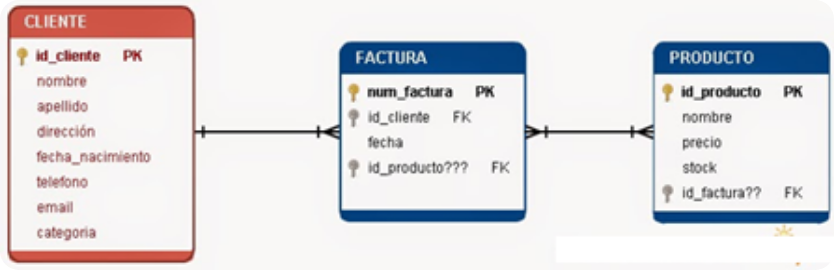 CLIENTE
id_cliente PK
nombre
apellido
dirección
fecha_nacimiento
telefono
email
categoria
FACTURA
num_factura PK
id_cliente FK
fecha
id_producto??? FK
PRODUCTO
id_producto PK
nombre
precio
stock
id_factura?? FK